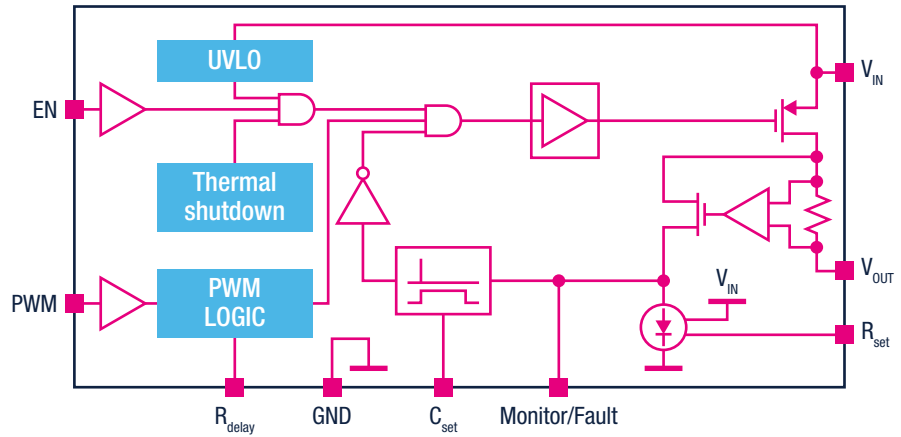 UVLO
V_IN
EN
Thermal
shutdown
V_IN
V_OUT
PWM
PWM
LOGIC
R_set
R_delay
GND
C_set
Monitor/Fault